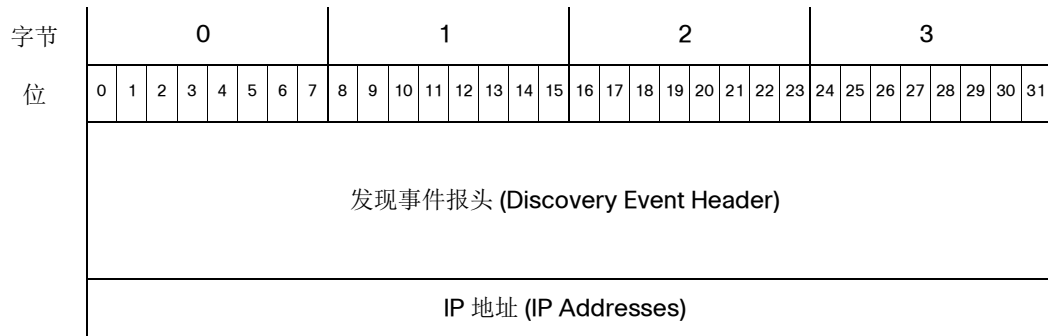 字节 0 1 2 3
位 0 1 2 3 4 5 6 7 8 9 10 11 12 13 14 15 16 17 18 19 20 21 22 23 24 25 26 27 28 29 30 31
发现事件报头 (Discovery Event Header)
IP 地址 (IP Addresses)